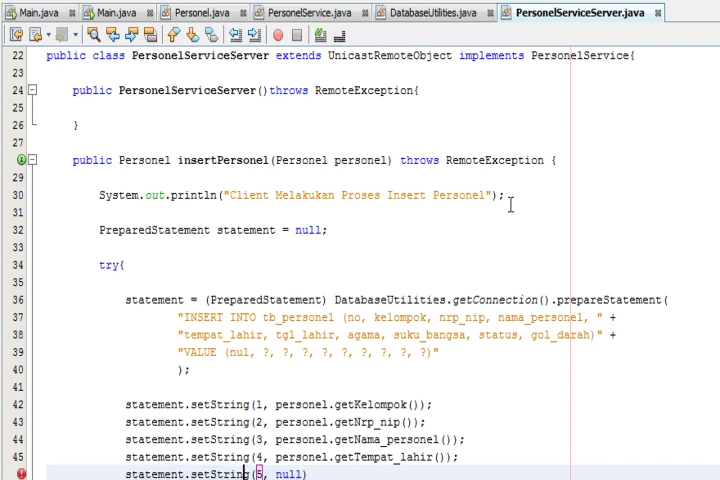 Main.java Main.java Personel.java PersonelService.java DatabaseUtilities.java PersonelServiceServer.java
22 public class PersonelServiceServer extends UnicastRemoteObject implements PersonelService{
23
24 public PersonelServiceServer()throws RemoteException{
25
26 }
27
public Personel insertPersonel(Personel personel) throws RemoteException {
29
30 System.out.println("Client Melakukan Proses Insert Personel");
31
32 PreparedStatement statement = null;
33
34 try{
35
36 statement = (PreparedStatement) DatabaseUtilities.getConnection().prepareStatement(
37 "INSERT INTO tb_personel (no, kelompok, nrp_nip, nama_personel, " +
38 "tempat_lahir, tgl_lahir, agama, suku_bangsa, status, gol_darah)" +
39 "VALUE (nul, ?, ?, ?, ?, ?, ?, ?, ?)"
40 );
41
42 statement.setString(1, personel.getKelompok());
43 statement.setString(2, personel.getNrp_nip());
44 statement.setString(3, personel.getNama_personel());
45 statement.setString(4, personel.getTempat_lahir());
statement.setString(5, null)